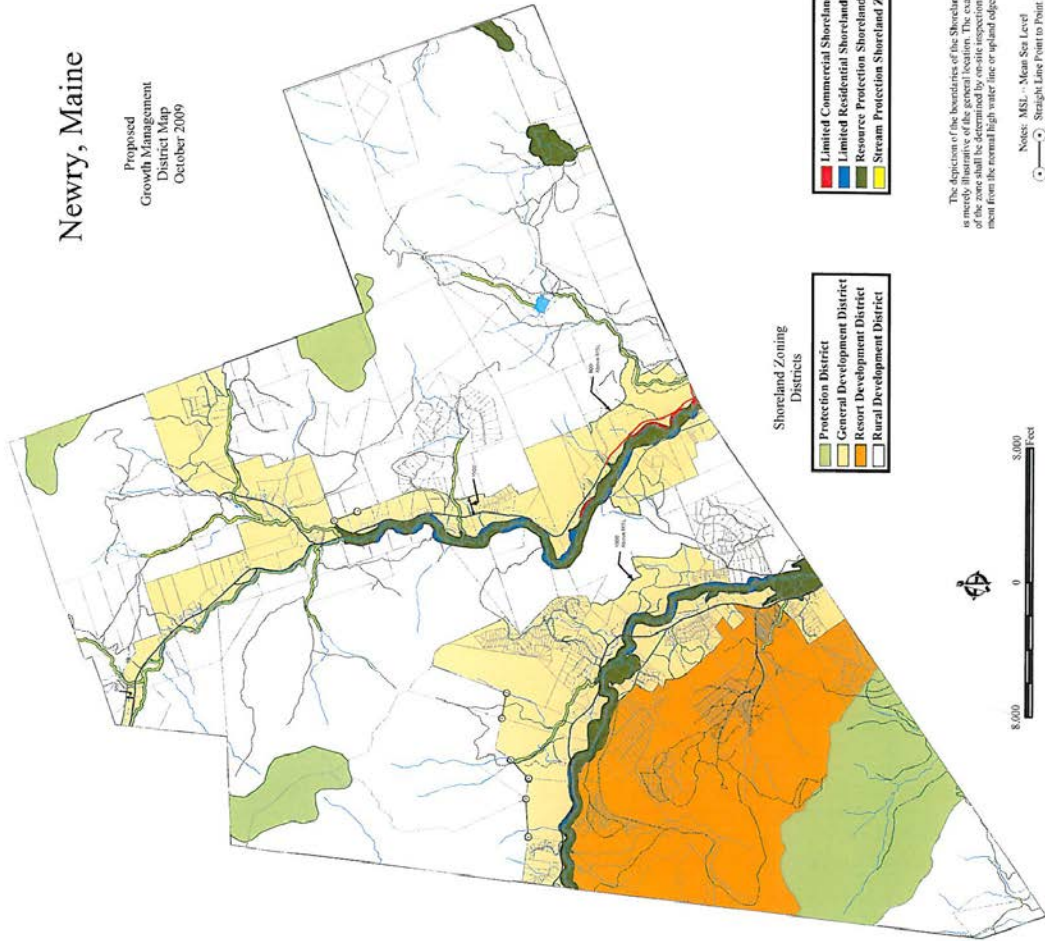 Newry, Maine
Proposed
Growth Management
District Map
October 2009
Limited Commercial Shorelan
Limited Residential Shoreland
Resource Protection Shoreland
Stream Protection Shoreland Z
The depiction of the boundaries of the Shorelan
is merely illustrative of the general location. The exa
of the zone shall be determined by on-site inspection
ment from the normal high water line or upland edge
Notes: MSL - Mean Sea Level
Straight Line Point to Point
Shoreland Zoning
Districts
Protection District
General Development District
Resort Development District
Rural Development District
8,000
0
8,000
Feet